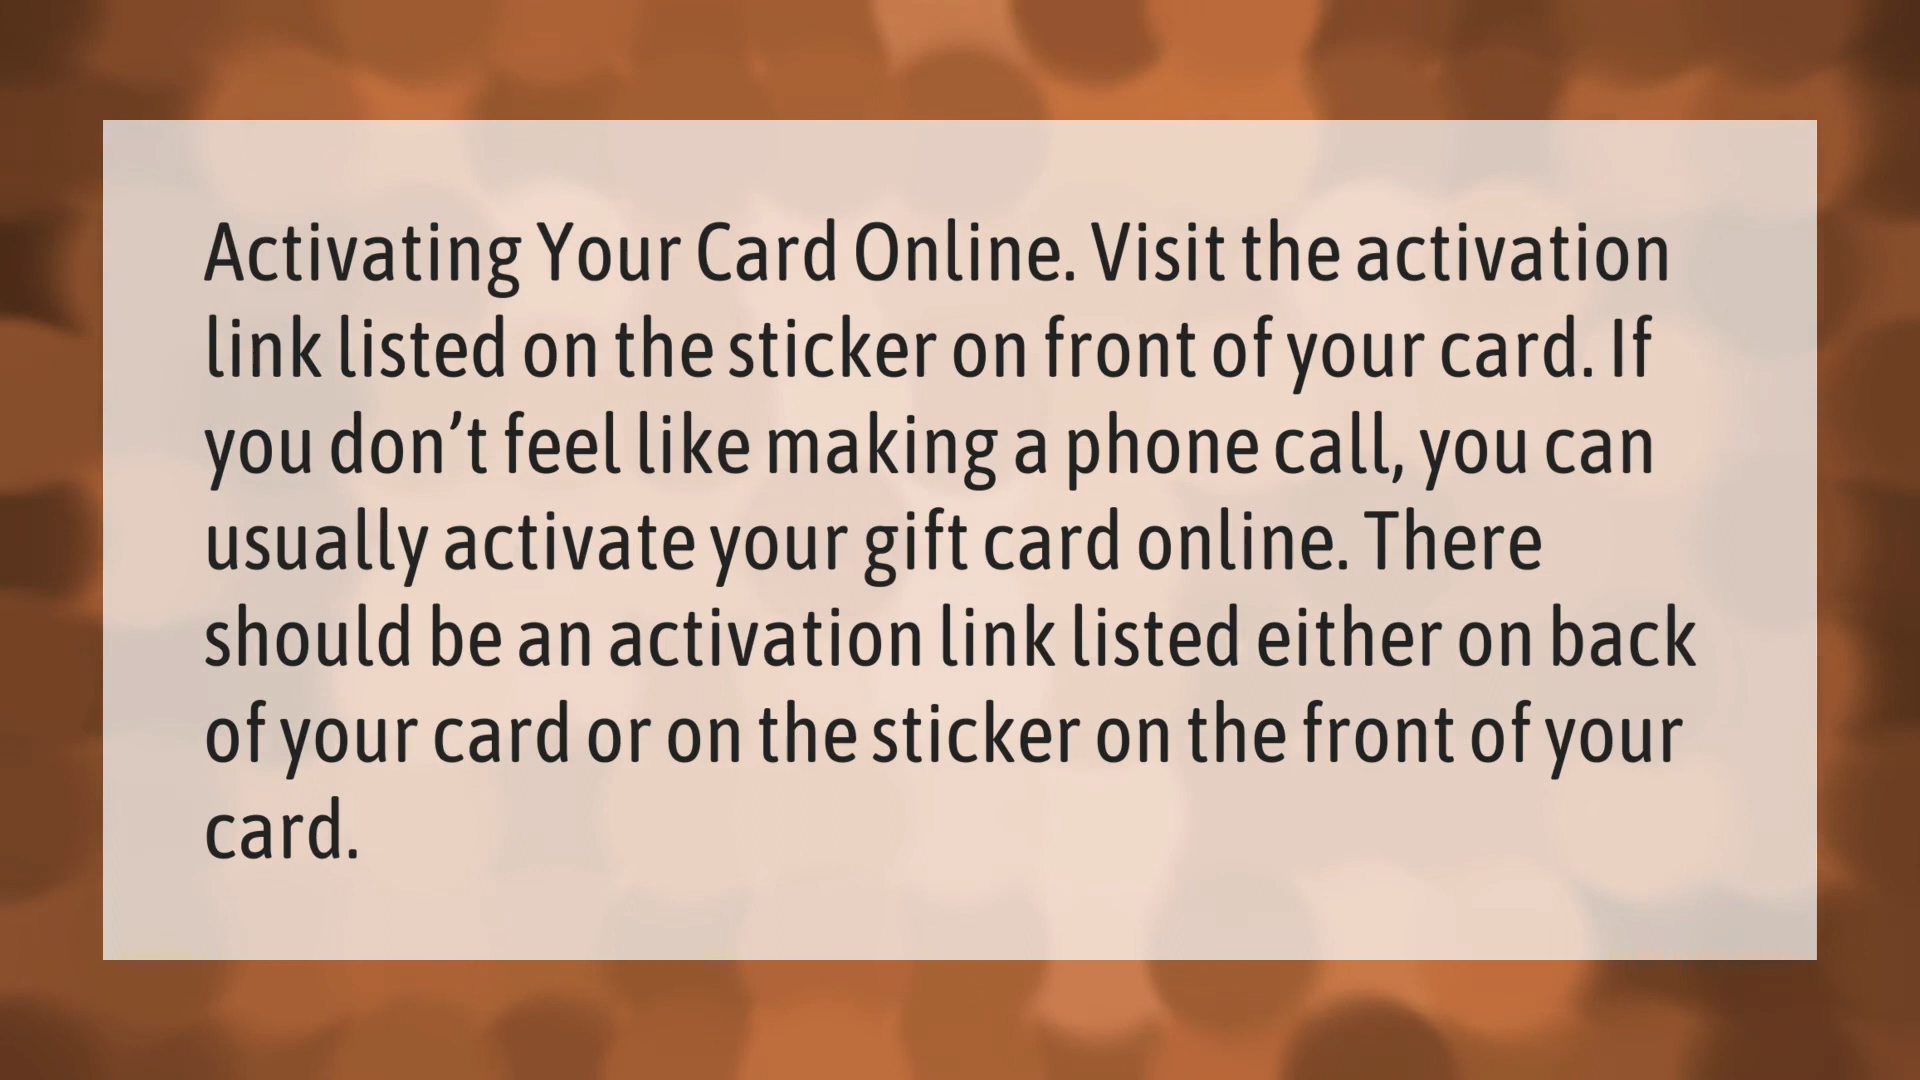 Activating Your Card Online. Visit the activation
link listed on the sticker on front of your card. If
you don’t feel like making a phone call, you can
usually activate your gift card online. There
should be an activation link listed either on back
of your card or on the sticker on the front of your
card.